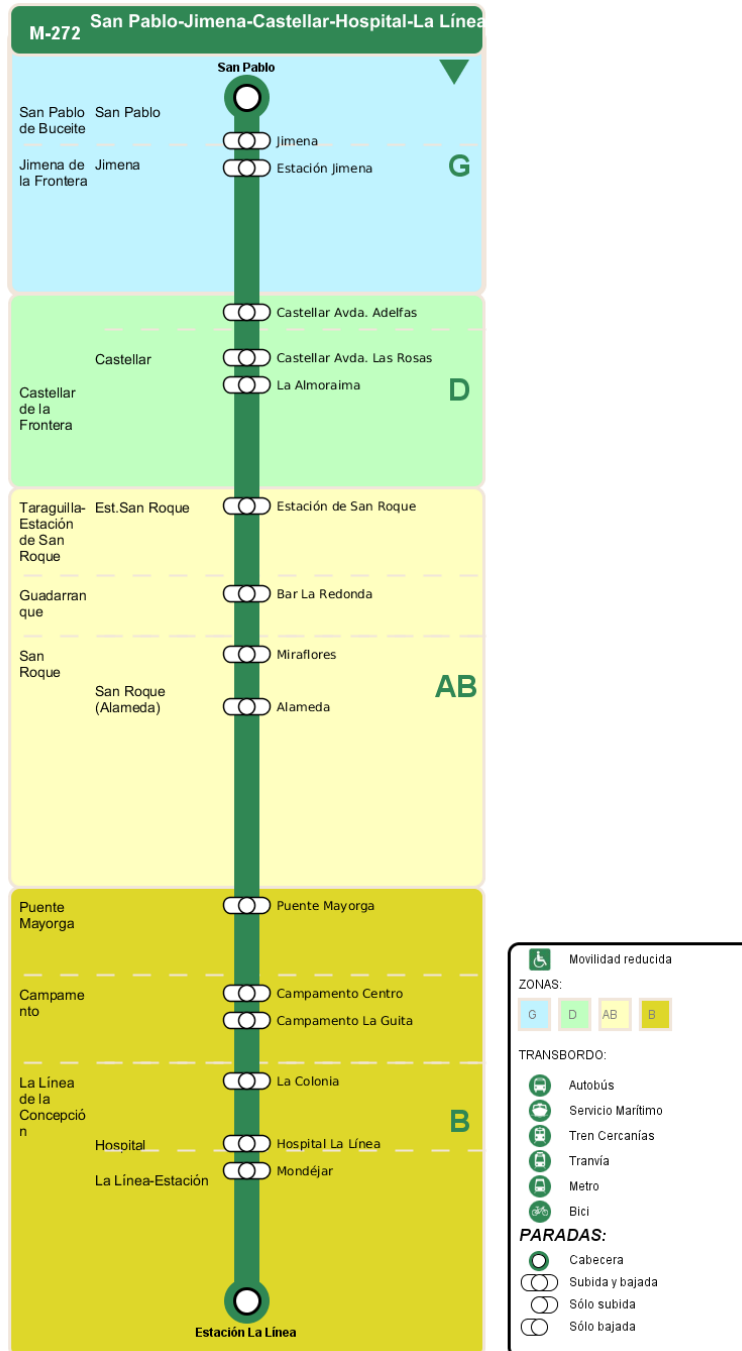 M-272
San Pablo-Jimena-Castellar-Hospital-La Línea
San Pablo
San Pablo
de Buceite
San Pablo
Jimena
Jimena de
la Frontera
Jimena
Estación Jimena
G
Castellar Avda. Adelfas
Castellar
Castellar Avda. Las Rosas
La Almoraima
Castellar
de la
Frontera
D
Taraguilla-
Estación
de San
Roque
Est.San Roque
Estación de San Roque
Guadarran
que
Bar La Redonda
San
Roque
Miraflores
San Roque
(Alameda)
Alameda
AB
Puente
Mayorga
Puente Mayorga
Campame
nto
Campamento Centro
Campamento La Guita
La Línea
de la
Concepció
n
La Colonia
B
Hospital
Hospital La Línea
La Línea-Estación
Mondéjar
Estación La Línea
Movilidad reducida
ZONAS:
G D AB B
TRANSBORDO:
Autobús
Servicio Marítimo
Tren Cercanías
Tranvía
Metro
Bici
PARADAS:
Cabecera
Subida y bajada
Sólo subida
Sólo bajada